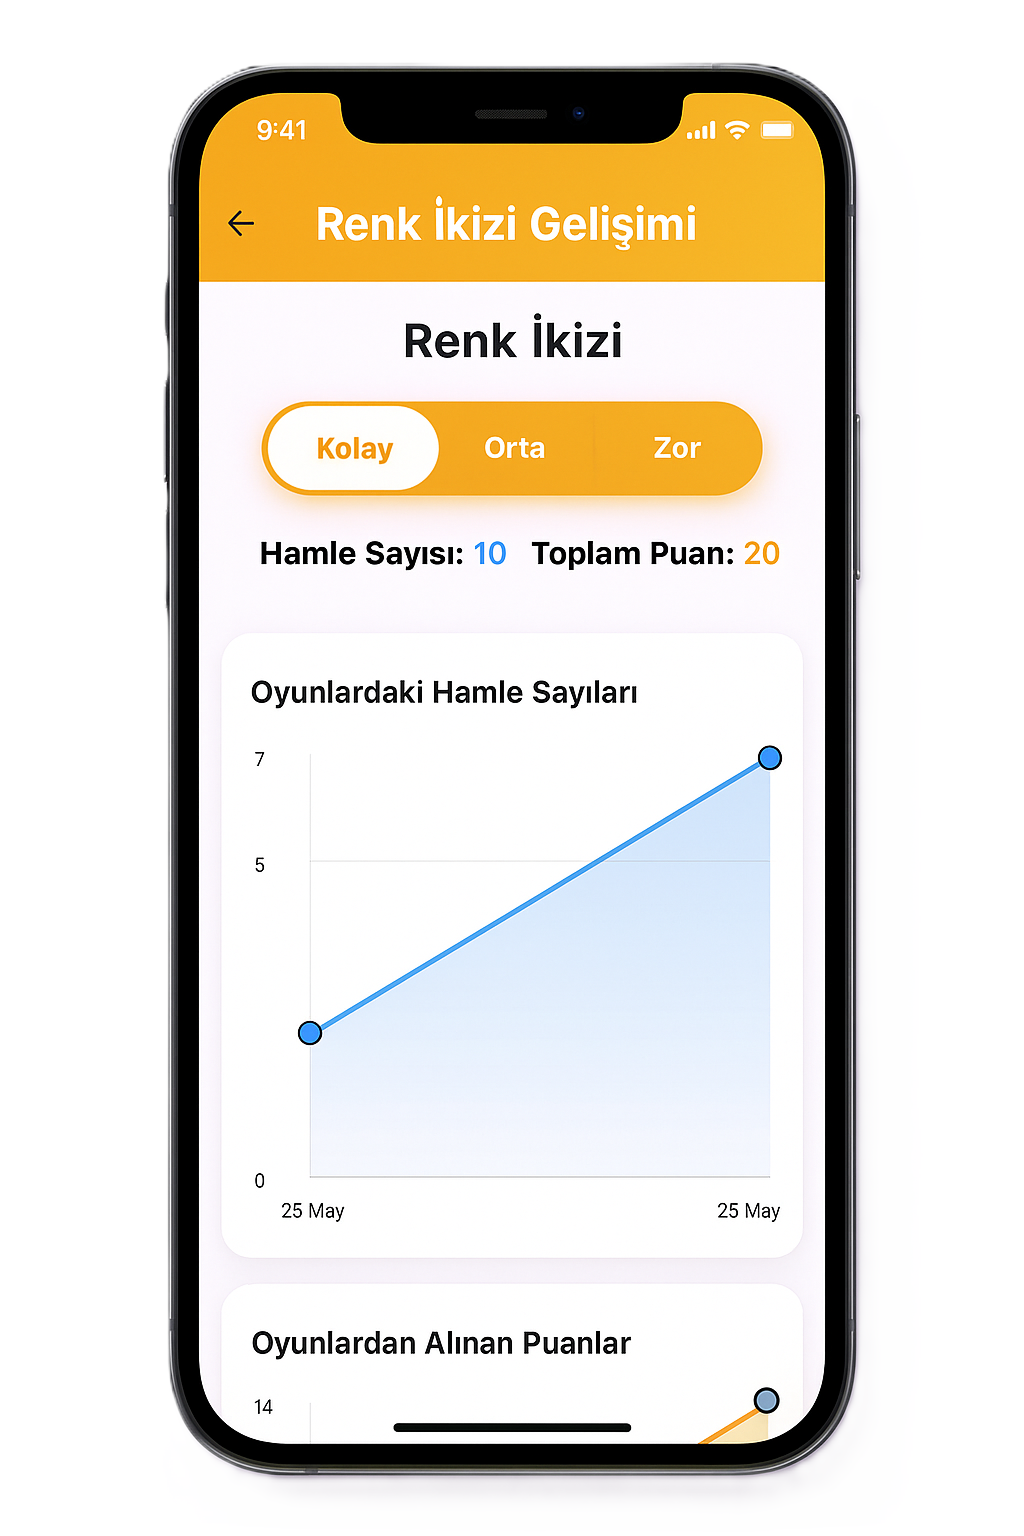 9:41
Renk İkizi Gelişimi
Renk İkizi
Kolay Orta Zor
Hamle Sayısı: 10 Toplam Puan: 20
Oyunlardaki Hamle Sayıları
7
5
0
25 May 25 May
Oyunlardan Alınan Puanlar
14